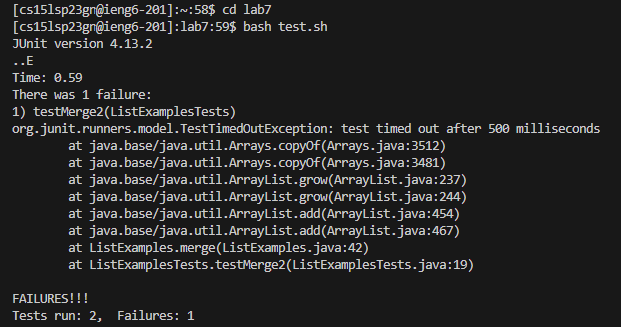 [cs15lsp23gn@ieng6-201]:~:58$ cd lab7
[cs15lsp23gn@ieng6-201]:lab7:59$ bash test.sh
JUnit version 4.13.2
..E
Time: 0.59
There was 1 failure:
1) testMerge2(ListExamplesTests)
org.junit.runners.model.TestTimedOutException: test timed out after 500 milliseconds
        at java.base/java.util.Arrays.copyOf(Arrays.java:3512)
        at java.base/java.util.Arrays.copyOf(Arrays.java:3481)
        at java.base/java.util.ArrayList.grow(ArrayList.java:237)
        at java.base/java.util.ArrayList.grow(ArrayList.java:244)
        at java.base/java.util.ArrayList.add(ArrayList.java:454)
        at java.base/java.util.ArrayList.add(ArrayList.java:467)
        at ListExamples.merge(ListExamples.java:42)
        at ListExamplesTests.testMerge2(ListExamplesTests.java:19)

FAILURES!!!
Tests run: 2,  Failures: 1